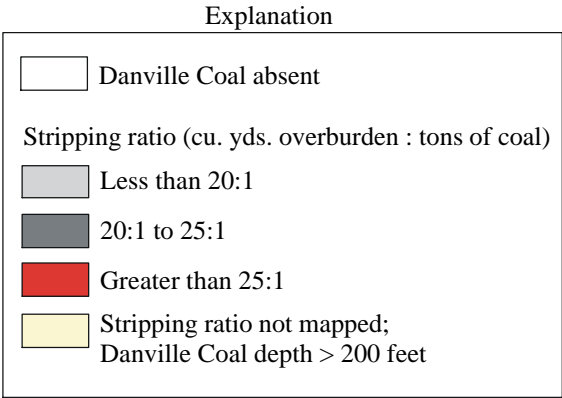 Explanation
Danville Coal absent
Stripping ratio (cu. yds. overburden : tons of coal)
Less than 20:1
20:1 to 25:1
Greater than 25:1
Stripping ratio not mapped;
Danville Coal depth > 200 feet